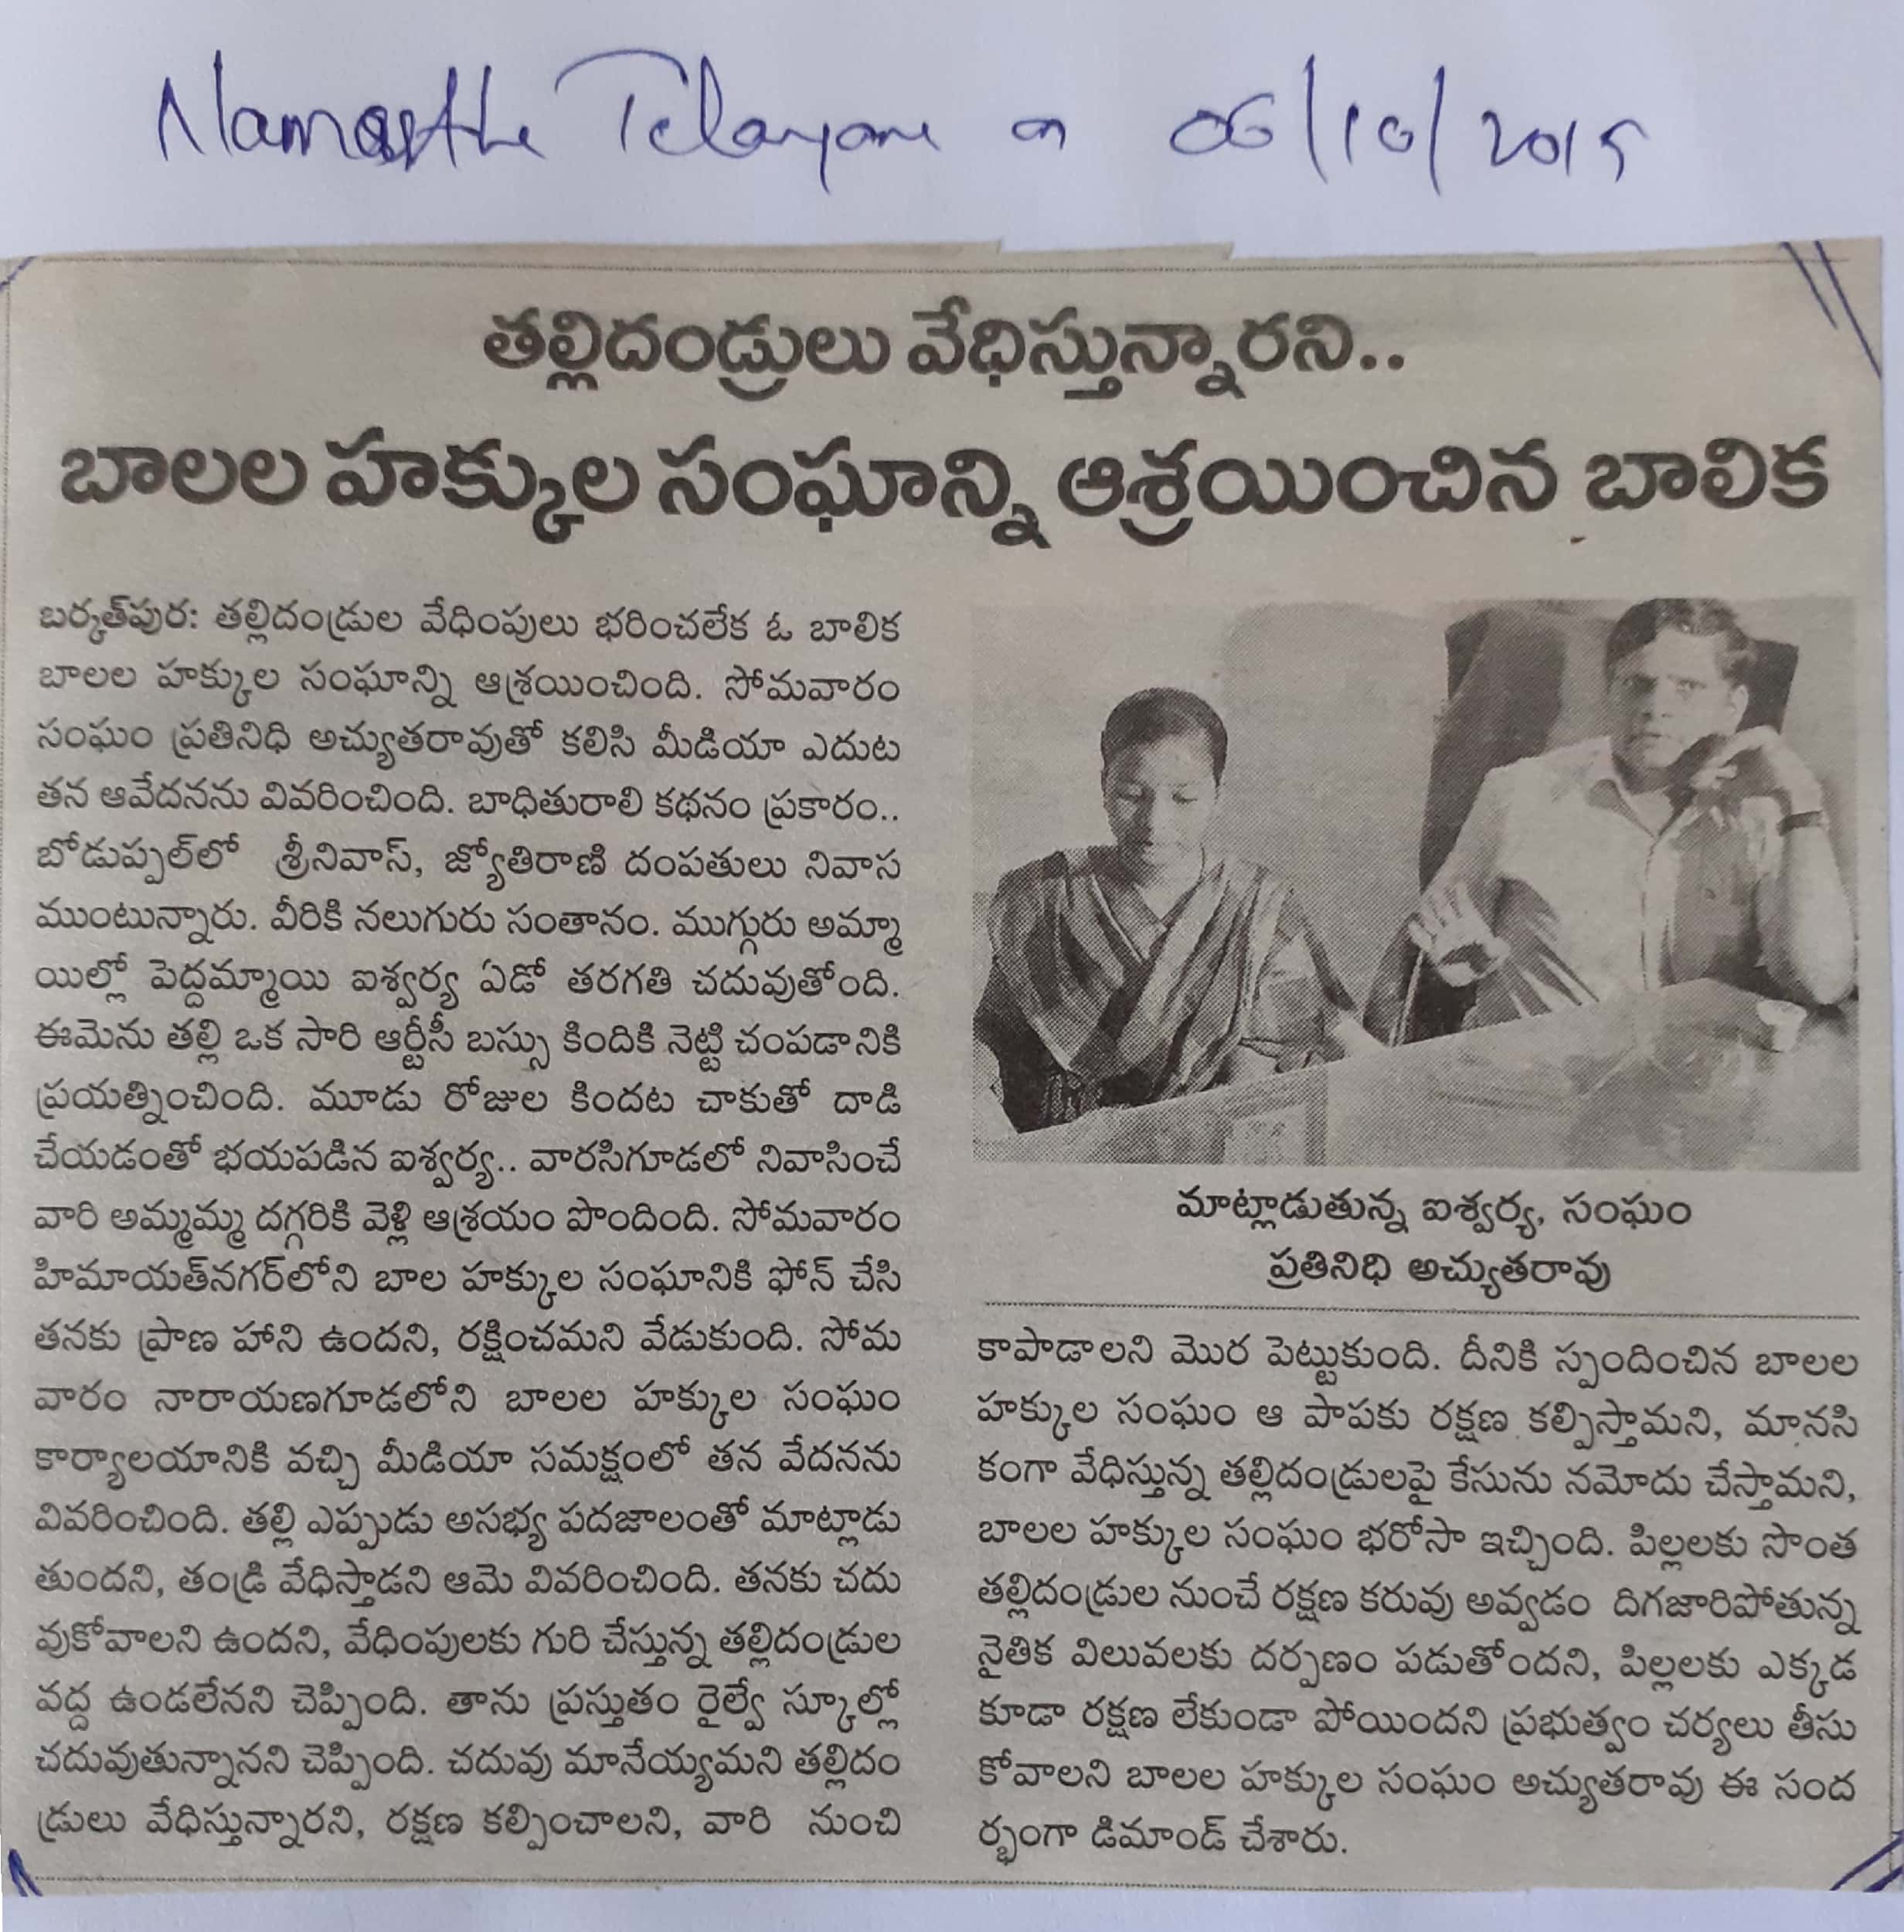 Namasthe Telangana on 06/10/2015
తల్లిదండ్రులు వేధిస్తున్నారని..
బాలల హక్కుల సంఘాన్ని ఆశ్రయించిన బాలిక
బర్కత్‌పుర: తల్లిదండ్రుల వేధింపులు భరించలేక ఓ బాలిక
బాలల హక్కుల సంఘాన్ని ఆశ్రయించింది. సోమవారం
సంఘం ప్రతినిధి అచ్యుతరావుతో కలిసి మీడియా ఎదుట
తన ఆవేదనను వివరించింది. బాధితురాలి కథనం ప్రకారం..
బోడుప్పల్‌లో శ్రీనివాస్, జ్యోతిరాణి దంపతులు నివాస
ముంటున్నారు. వీరికి నలుగురు సంతానం. ముగ్గురు అమ్మా
యిల్లో పెద్దమ్మాయి ఐశ్వర్య ఏడో తరగతి చదువుతోంది.
ఈమెను తల్లి ఒక సారి ఆర్టీసీ బస్సు కిందికి నెట్టి చంపడానికి
ప్రయత్నించింది. మూడు రోజుల కిందట చాకుతో దాడి
చేయడంతో భయపడిన ఐశ్వర్య.. వారసిగూడలో నివాసించే
వారి అమ్మమ్మ దగ్గరికి వెళ్లి ఆశ్రయం పొందింది. సోమవారం
హిమాయత్‌నగర్‌లోని బాల హక్కుల సంఘానికి ఫోన్ చేసి
తనకు ప్రాణ హాని ఉందని, రక్షించమని వేడుకుంది. సోమ
వారం నారాయణగూడలోని బాలల హక్కుల సంఘం
కార్యాలయానికి వచ్చి మీడియా సమక్షంలో తన వేదనను
వివరించింది. తల్లి ఎప్పుడు అసభ్య పదజాలంతో మాట్లాడు
తుందని, తండ్రి వేధిస్తాడని ఆమె వివరించింది. తనకు చదు
వుకోవాలని ఉందని, వేధింపులకు గురి చేస్తున్న తల్లిదండ్రుల
వద్ద ఉండలేనని చెప్పింది. తాను ప్రస్తుతం రైల్వే స్కూల్లో
చదువుతున్నానని చెప్పింది. చదువు మానేయ్యమని తల్లిదం
డ్రులు వేధిస్తున్నారని, రక్షణ కల్పించాలని, వారి నుంచి
మాట్లాడుతున్న ఐశ్వర్య, సంఘం
ప్రతినిధి అచ్యుతరావు
కాపాడాలని మొర పెట్టుకుంది. దీనికి స్పందించిన బాలల
హక్కుల సంఘం ఆ పాపకు రక్షణ కల్పిస్తామని, మానసి
కంగా వేధిస్తున్న తల్లిదండ్రులపై కేసును నమోదు చేస్తామని,
బాలల హక్కుల సంఘం భరోసా ఇచ్చింది. పిల్లలకు సొంత
తల్లిదండ్రుల నుంచే రక్షణ కరువు అవ్వడం దిగజారిపోతున్న
నైతిక విలువలకు దర్పణం పడుతోందని, పిల్లలకు ఎక్కడ
కూడా రక్షణ లేకుండా పోయిందని ప్రభుత్వం చర్యలు తీసు
కోవాలని బాలల హక్కుల సంఘం అచ్యుతరావు ఈ సంద
ర్భంగా డిమాండ్ చేశారు.